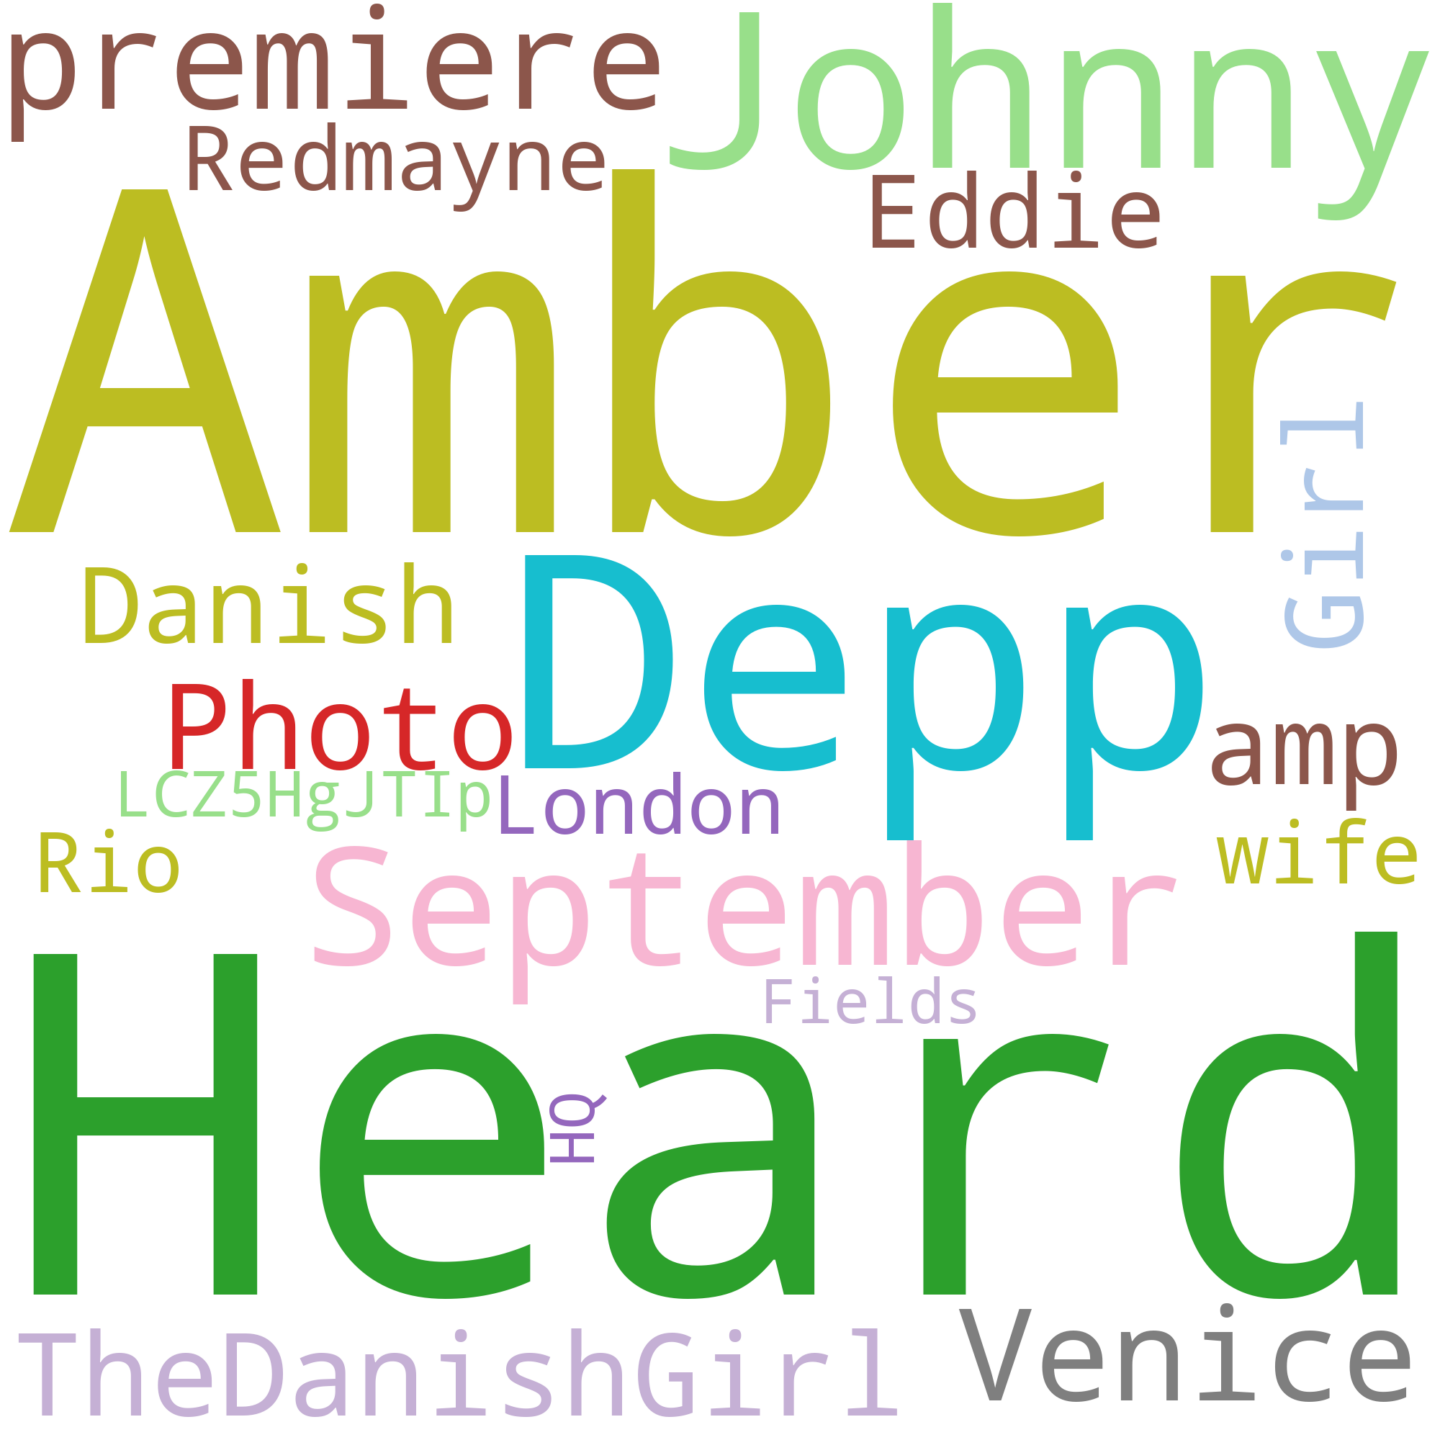 premiere
Johnny
Redmayne
Eddie
Amber
Girl
Danish
Depp
Photo
amp
LCZ5HgJTIp
London
Rio
wife
September
Fields
Heard
HQ
TheDanishGirl
Venice